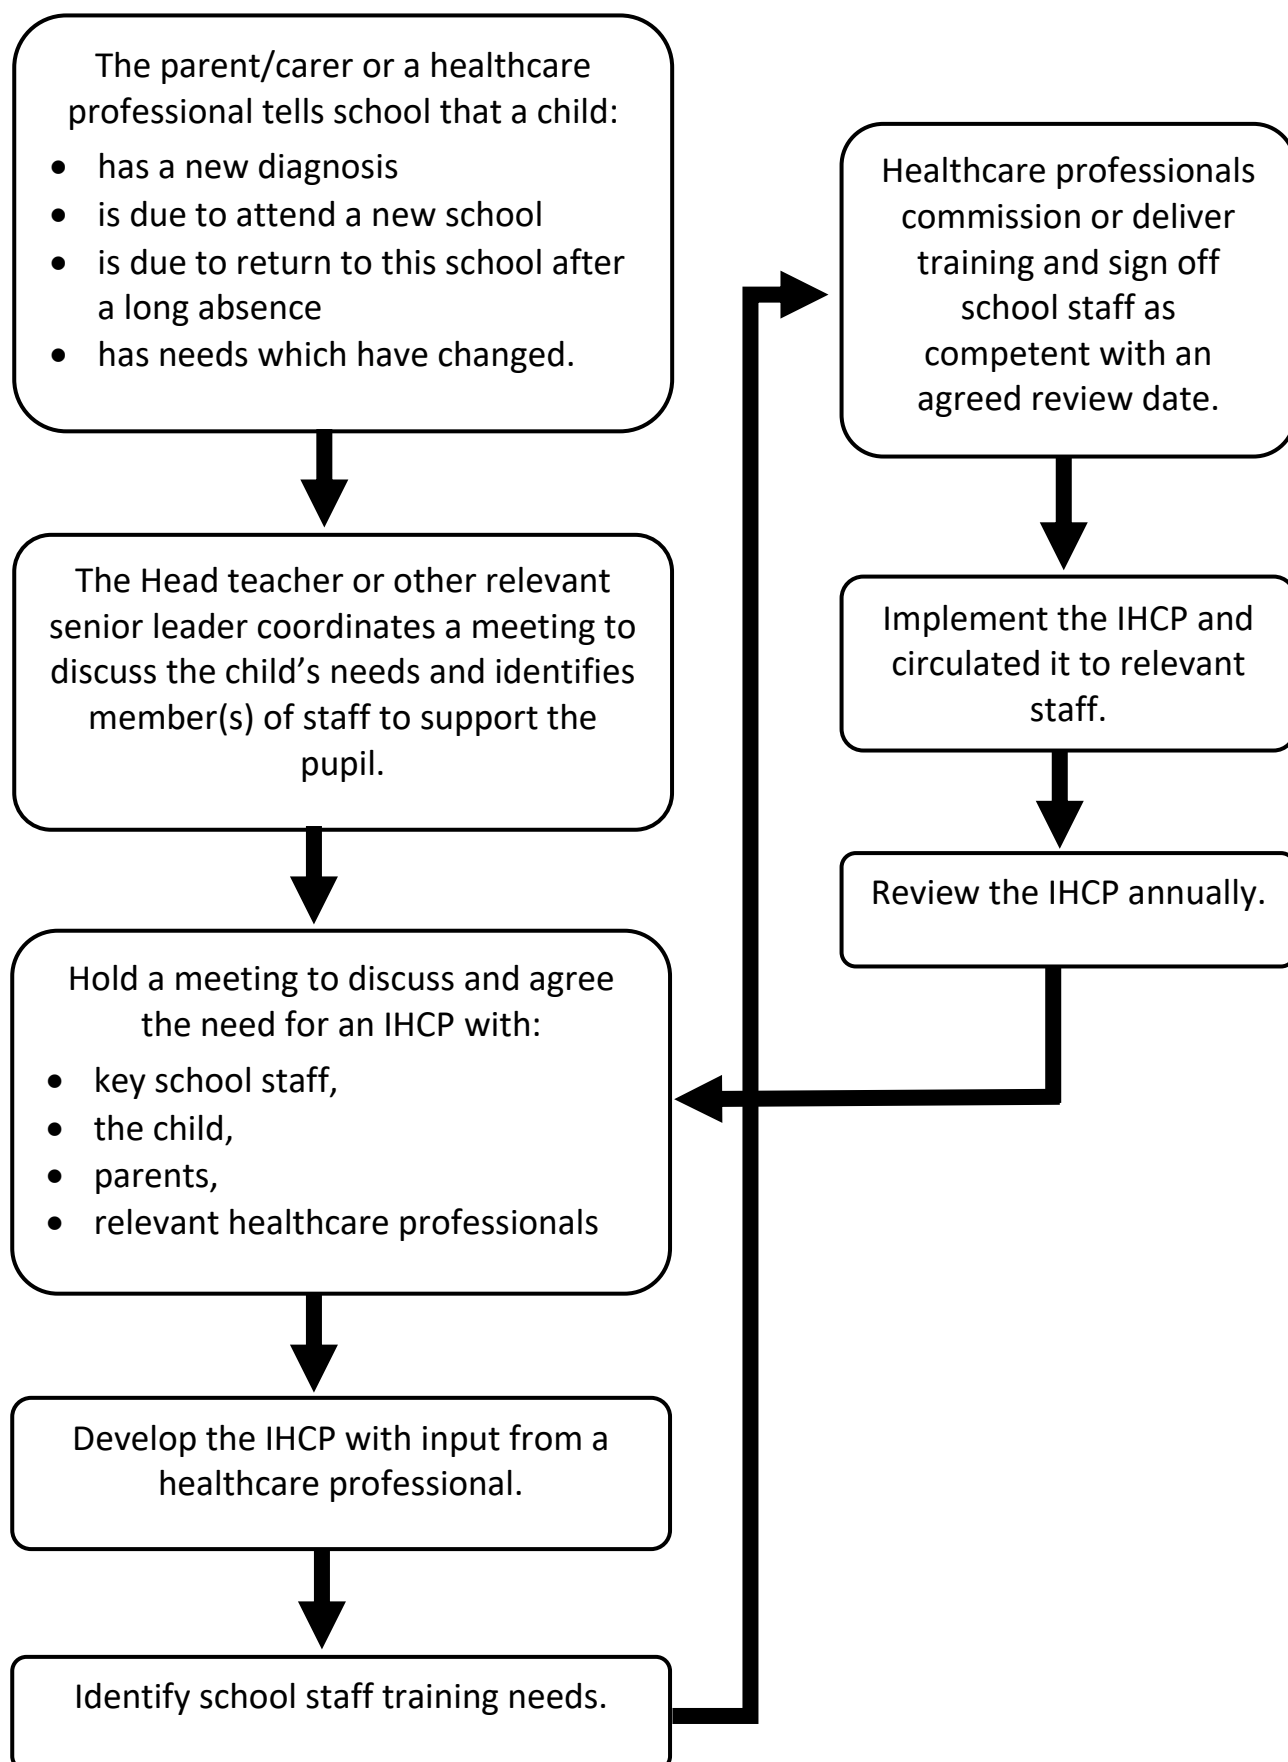 The parent/carer or a healthcare
professional tells school that a child:
• has a new diagnosis
• is due to attend a new school
• is due to return to this school after
a long absence
• has needs which have changed.
The Head teacher or other relevant
senior leader coordinates a meeting to
discuss the child’s needs and identifies
member(s) of staff to support the
pupil.
Hold a meeting to discuss and agree
the need for an IHCP with:
• key school staff,
• the child,
• parents,
• relevant healthcare professionals
Develop the IHCP with input from a
healthcare professional.
Identify school staff training needs.
Healthcare professionals
commission or deliver
training and sign off
school staff as
competent with an
agreed review date.
Implement the IHCP and
circulated it to relevant
staff.
Review the IHCP annually.